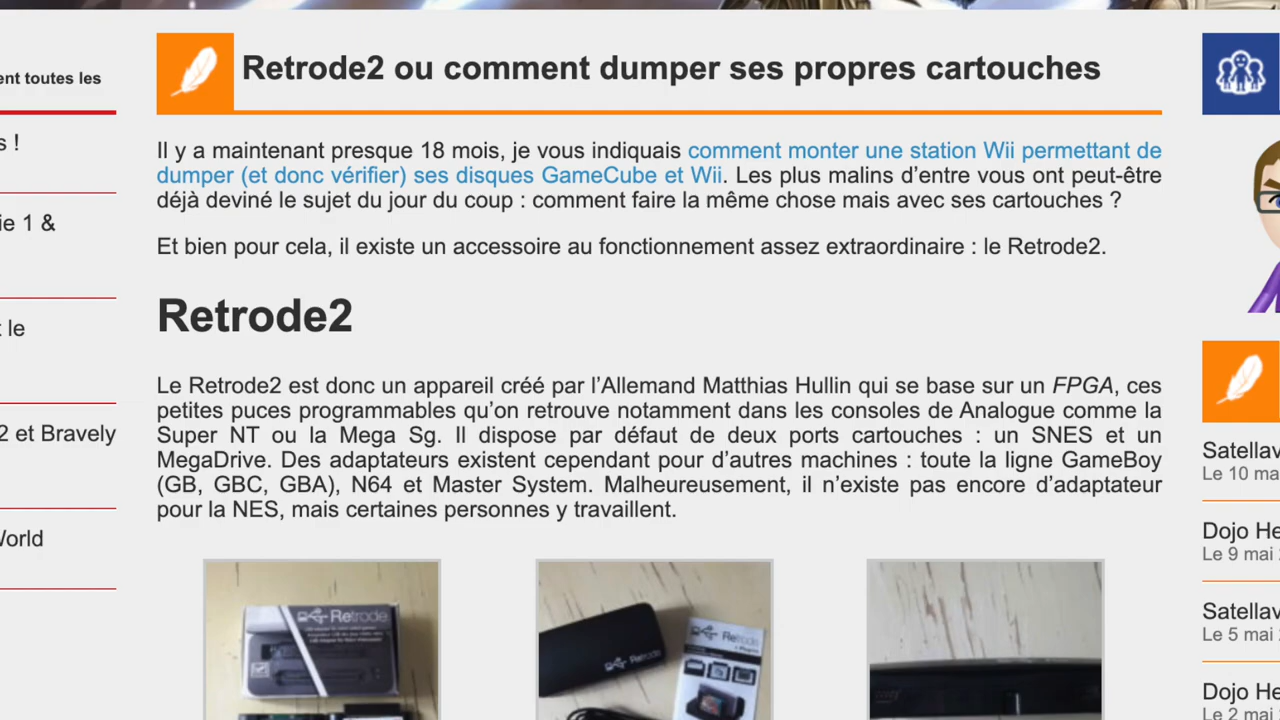 ent toutes les
s !
ie 1 &
t le
2 et Bravely
World
Retrode2 ou comment dumper ses propres cartouches
Il y a maintenant presque 18 mois, je vous indiquais comment monter une station Wii permettant de
dumper (et donc vérifier) ses disques GameCube et Wii. Les plus malins d’entre vous ont peut-être
déjà deviné le sujet du jour du coup : comment faire la même chose mais avec ses cartouches ?
Et bien pour cela, il existe un accessoire au fonctionnement assez extraordinaire : le Retrode2.
Retrode2
Le Retrode2 est donc un appareil créé par l’Allemand Matthias Hullin qui se base sur un FPGA, ces
petites puces programmables qu’on retrouve notamment dans les consoles de Analogue comme la
Super NT ou la Mega Sg. Il dispose par défaut de deux ports cartouches : un SNES et un
MegaDrive. Des adaptateurs existent cependant pour d’autres machines : toute la ligne GameBoy
(GB, GBC, GBA), N64 et Master System. Malheureusement, il n’existe pas encore d’adaptateur
pour la NES, mais certaines personnes y travaillent.
Retrode
Retrode
Retrode
Satellav
Le 10 ma
Dojo He
Le 9 mai
Satellav
Le 5 mai
Dojo He
Le 2 mai